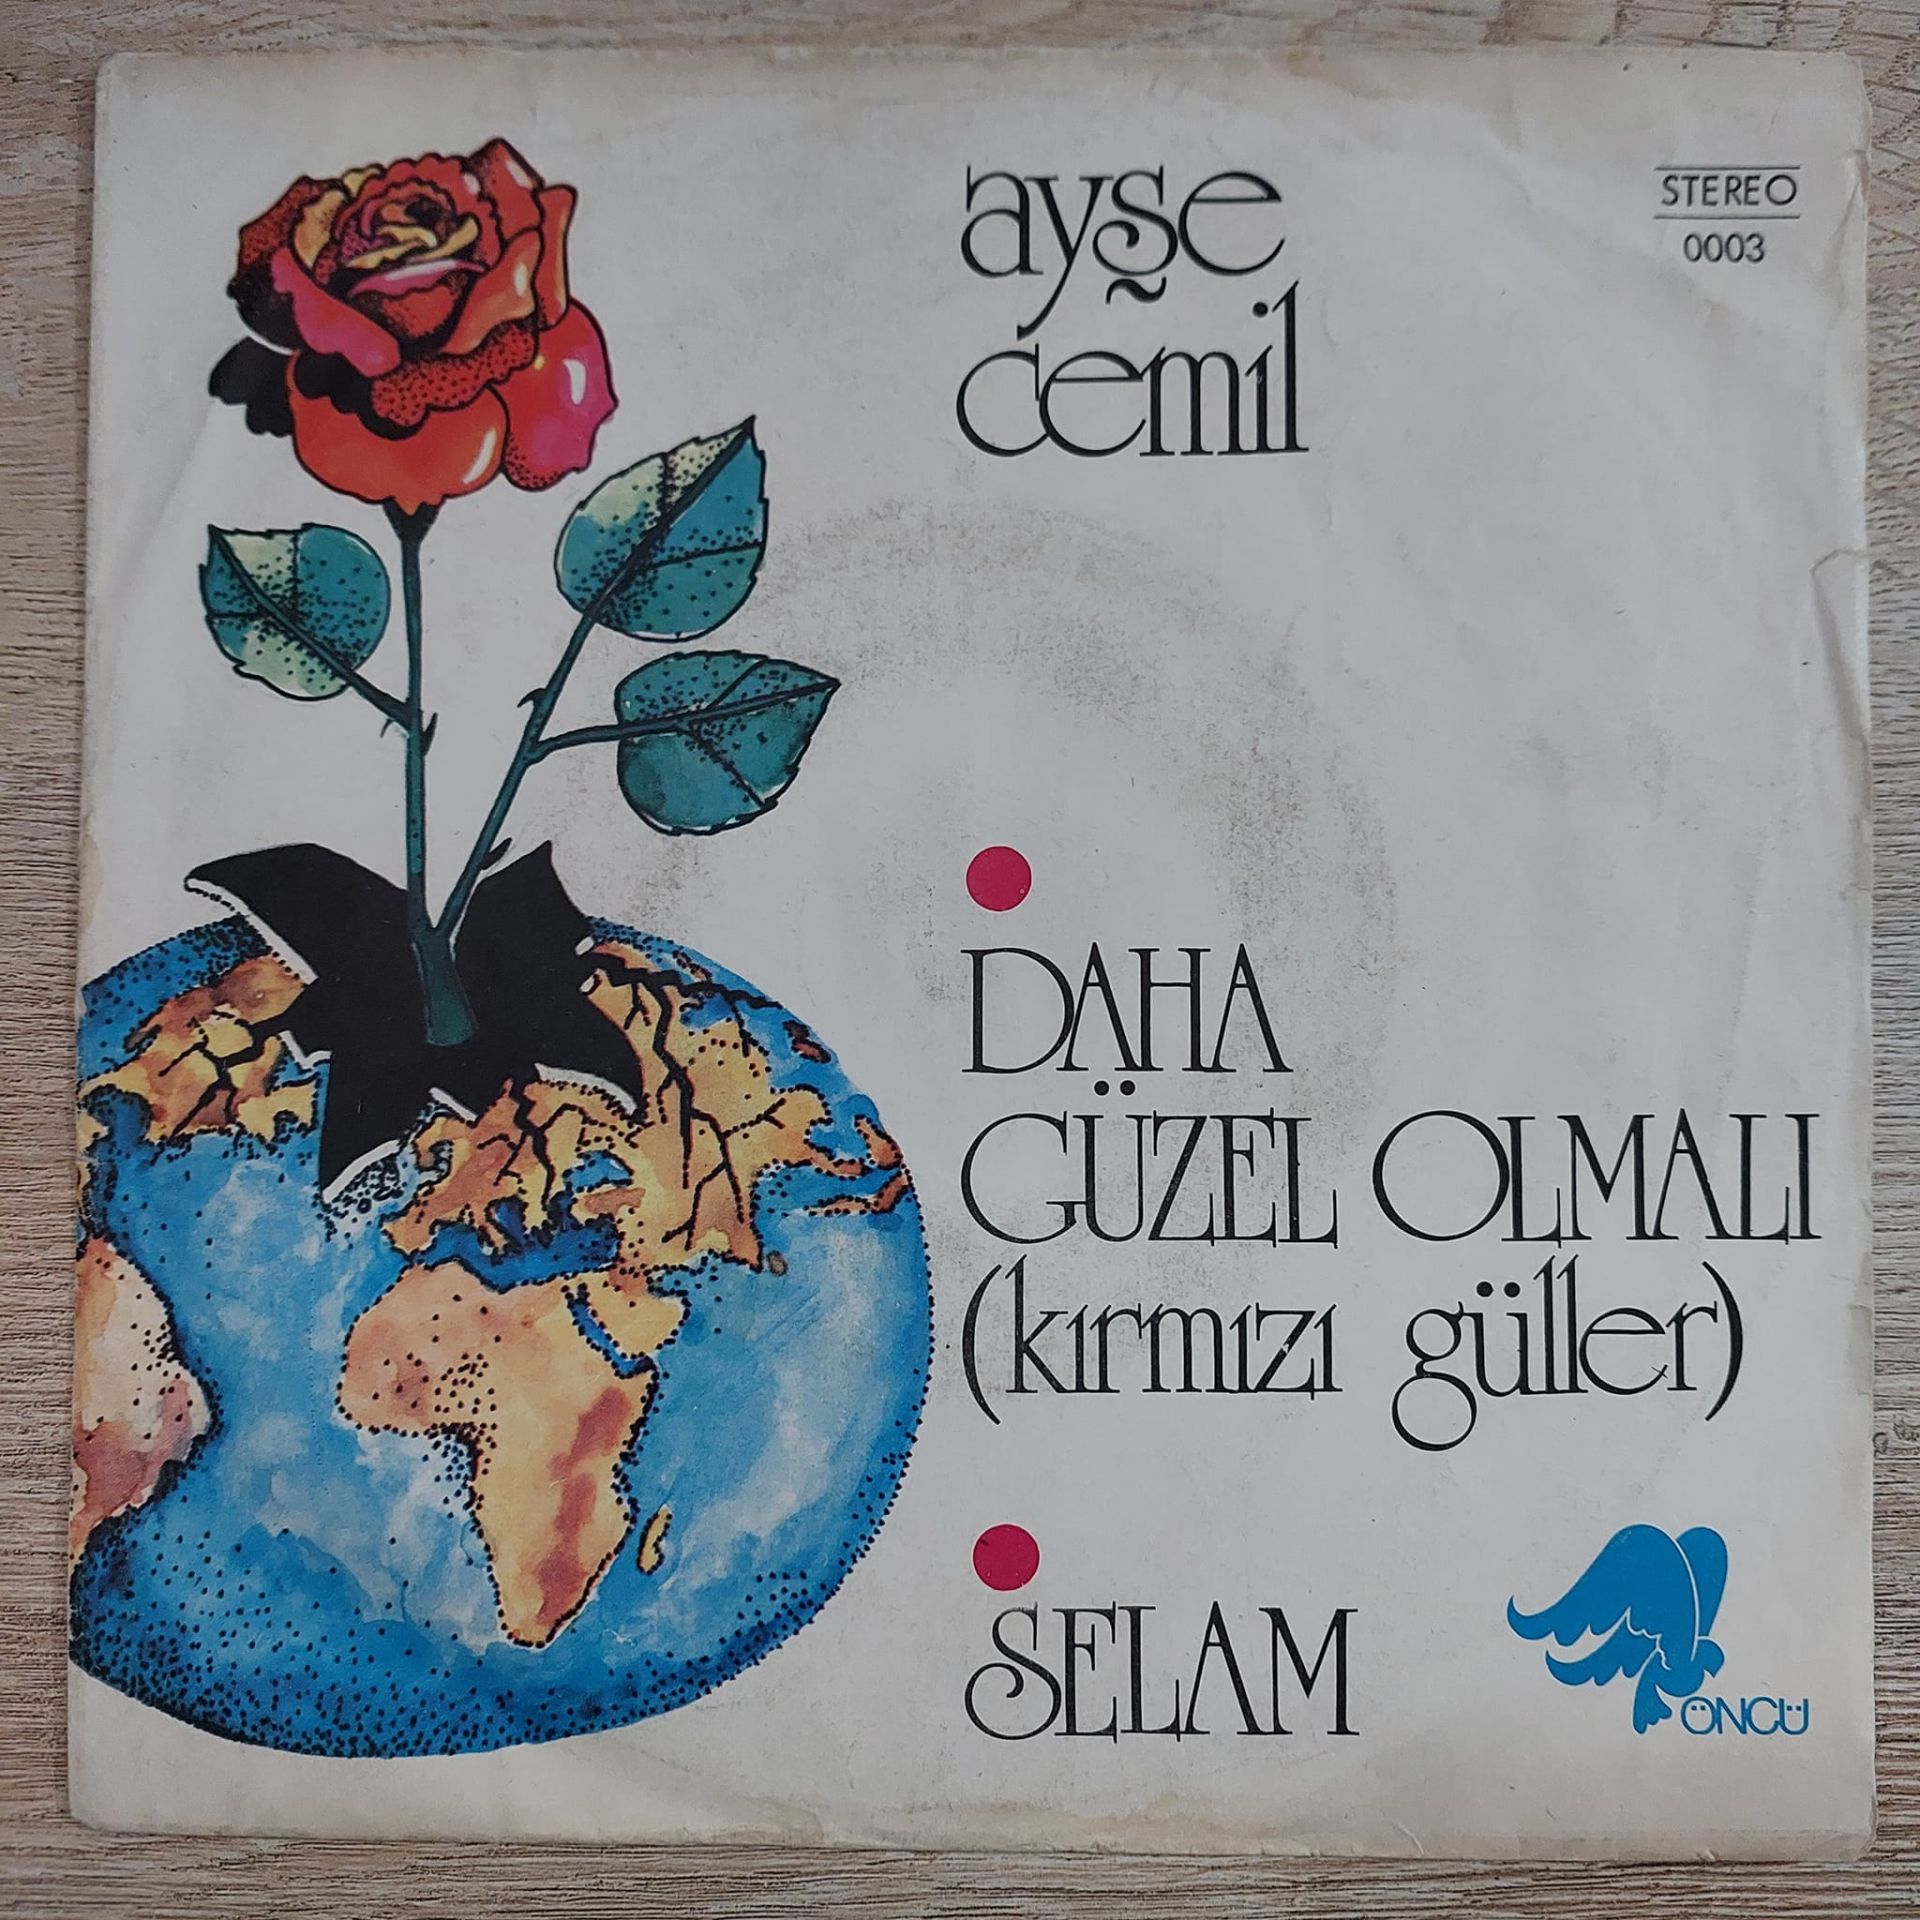 ayşe
cemil
STEREO
0003
DAHA
GÜZEL OLMALI
(kırmızı güller)
SELAM
ÖNCÜ